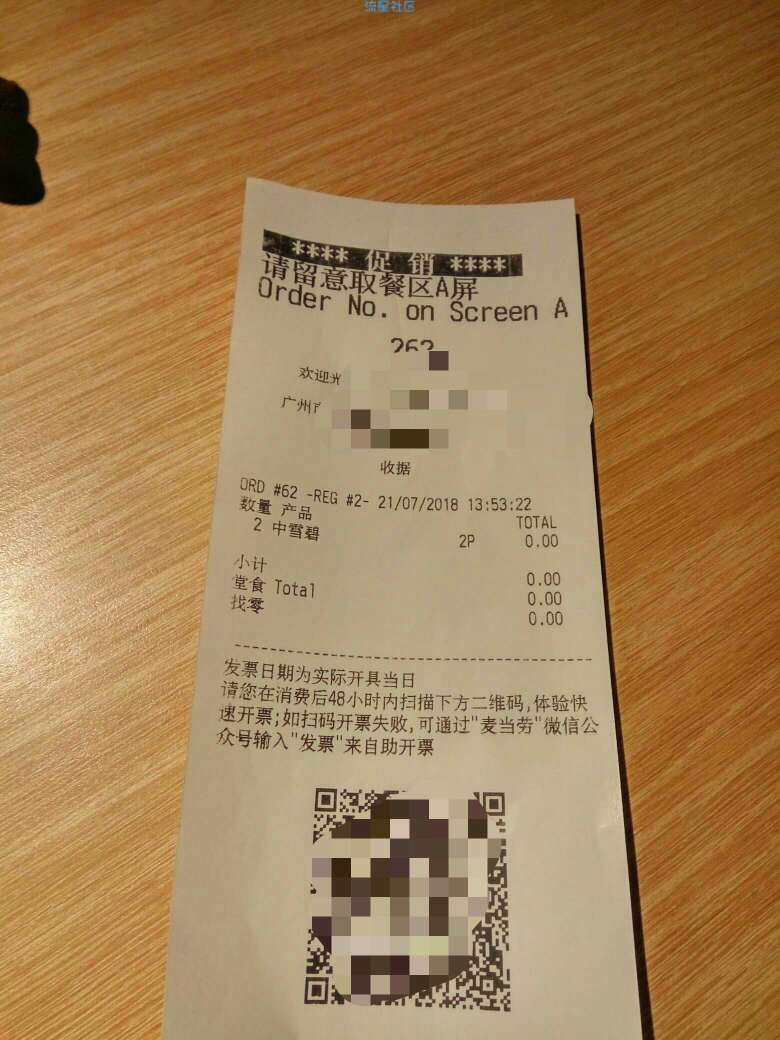 流星社区
**** 促 销 ****
请留意取餐区A屏
Order No. on Screen A
262
欢迎光
广州
收据
ORD #62 -REG #2- 21/07/2018 13:53:22
数量 产品 TOTAL
2 中雪碧 2P 0.00
小计 0.00
堂食 Total 0.00
找零 0.00
发票日期为实际开具当日
请您在消费后48小时内扫描下方二维码,体验快
速开票;如扫码开票失败,可通过"麦当劳"微信公
众号输入"发票"来自助开票